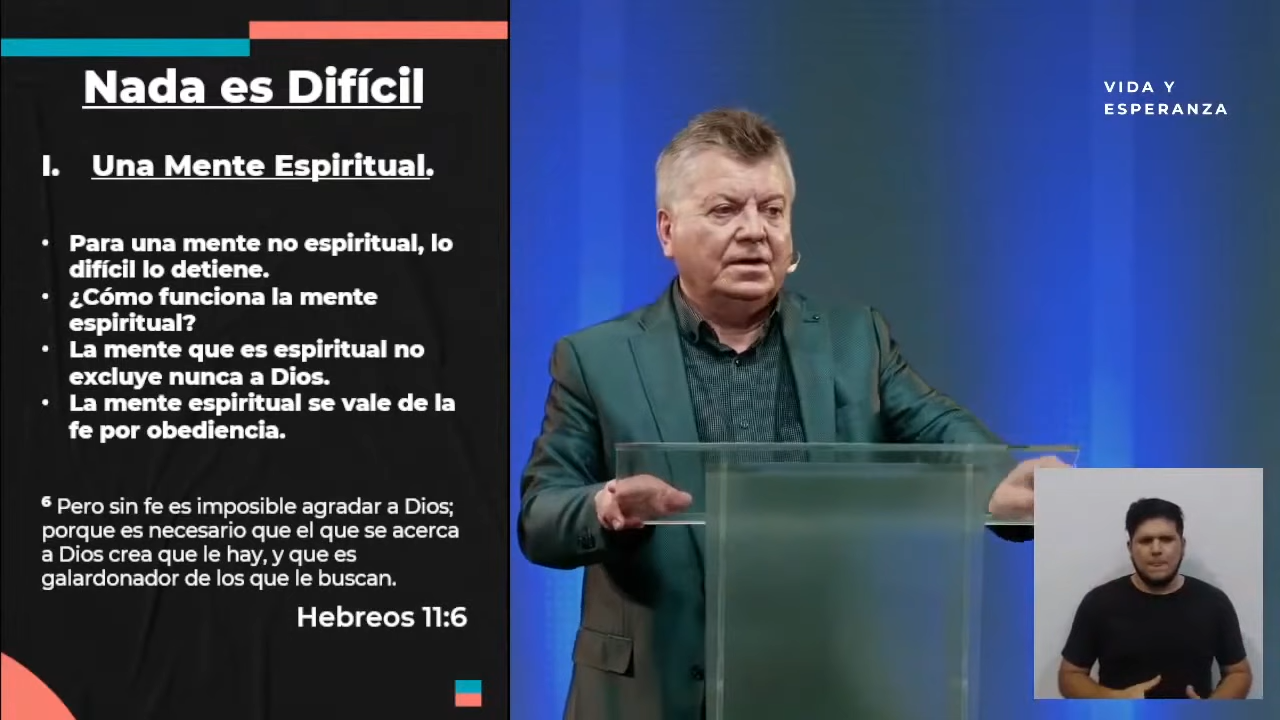 Nada es Difícil
I. Una Mente Espiritual.
• Para una mente no espiritual, lo
difícil lo detiene.
• ¿Cómo funciona la mente
espiritual?
• La mente que es espiritual no
excluye nunca a Dios.
• La mente espiritual se vale de la
fe por obediencia.
6 Pero sin fe es imposible agradar a Dios;
porque es necesario que el que se acerca
a Dios crea que le hay, y que es
galardonador de los que le buscan.
Hebreos 11:6
VIDA Y
ESPERANZA